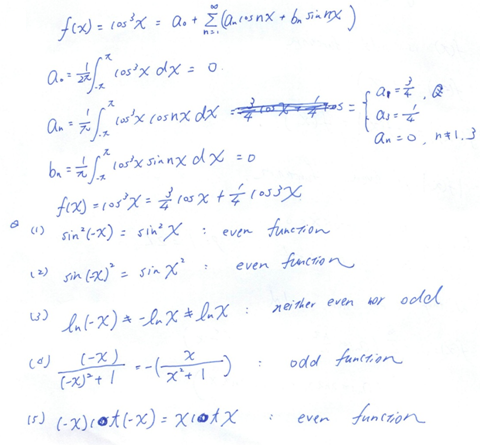 f(x) = cos³x = a₀ + Σ_{n=1}^{∞} (aₙ cos nx + bₙ sin nx)
a₀ = 1/2π ∫_{-π}^{π} cos³x dx = 0.
aₙ = 1/π ∫_{-π}^{π} cos³x cos nx dx = { a₁ = 3/4,
a₃ = 1/4
aₙ = 0, n≠1,3
bₙ = 1/π ∫_{-π}^{π} cos³x sin nx dx = 0
f(x) = cos³x = 3/4 cos x + 1/4 cos3x
(1) sin²(-x) = sin²x : even function
(2) sin(-x)² = sin x² : even function
(3) ln(-x) ≠ -ln x ≠ ln x : neither even nor odd
(4) (-x)/((-x)²+1) = -(x/(x²+1)) : odd function
(5) (-x)cot(-x) = x cot x : even function